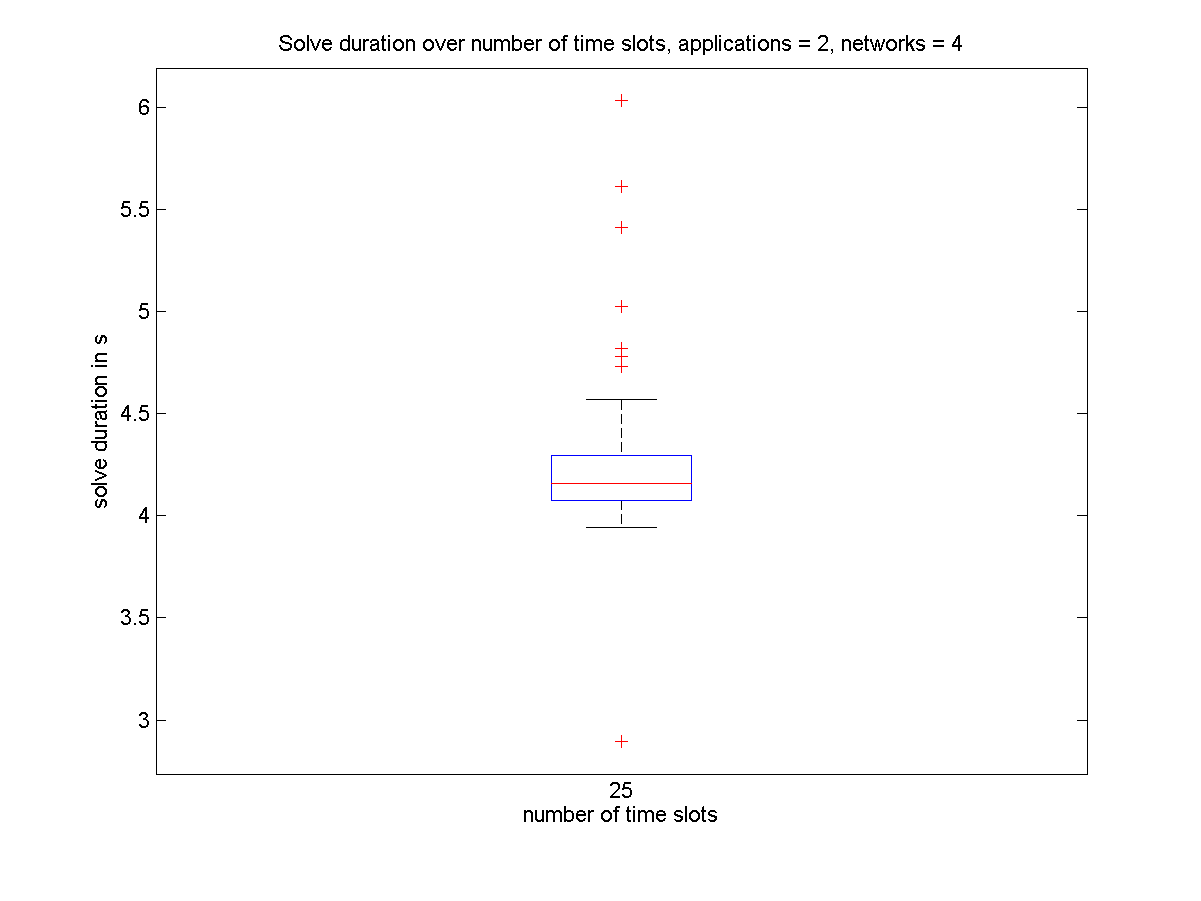 Solve duration over number of time slots, applications = 2, networks = 4
6
5.5
5
4.5
4
3.5
3
solve duration in s
25
number of time slots